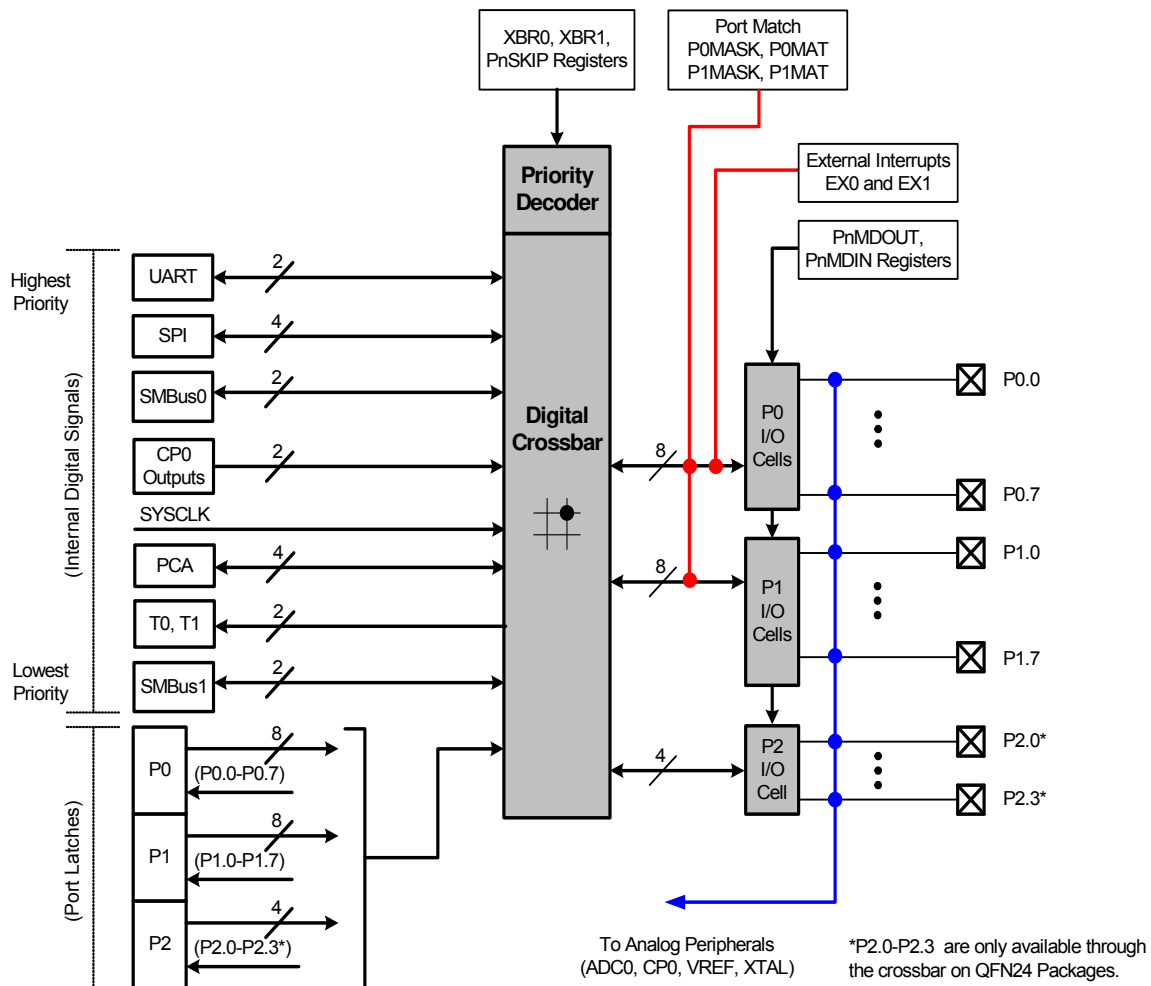 XBR0, XBR1,
PnSKIP Registers
Port Match
P0MASK, P0MAT
P1MASK, P1MAT
External Interrupts
EX0 and EX1
Priority
Decoder
PnMDOUT,
PnMDIN Registers
Highest
Priority
(Internal Digital Signals)
Lowest
Priority
UART
2
SPI
4
SMBus0
2
CP0
Outputs
2
SYSCLK
PCA
4
T0, T1
2
SMBus1
2
Digital
Crossbar
8
8
4
P0
I/O
Cells
P1
I/O
Cells
P2
I/O
Cell
P0.0
P0.7
P1.0
P1.7
P2.0*
P2.3*
(Port Latches)
P0
8
(P0.0-P0.7)
P1
8
(P1.0-P1.7)
P2
4
(P2.0-P2.3*)
To Analog Peripherals
(ADC0, CP0, VREF, XTAL)
*P2.0-P2.3 are only available through
the crossbar on QFN24 Packages.